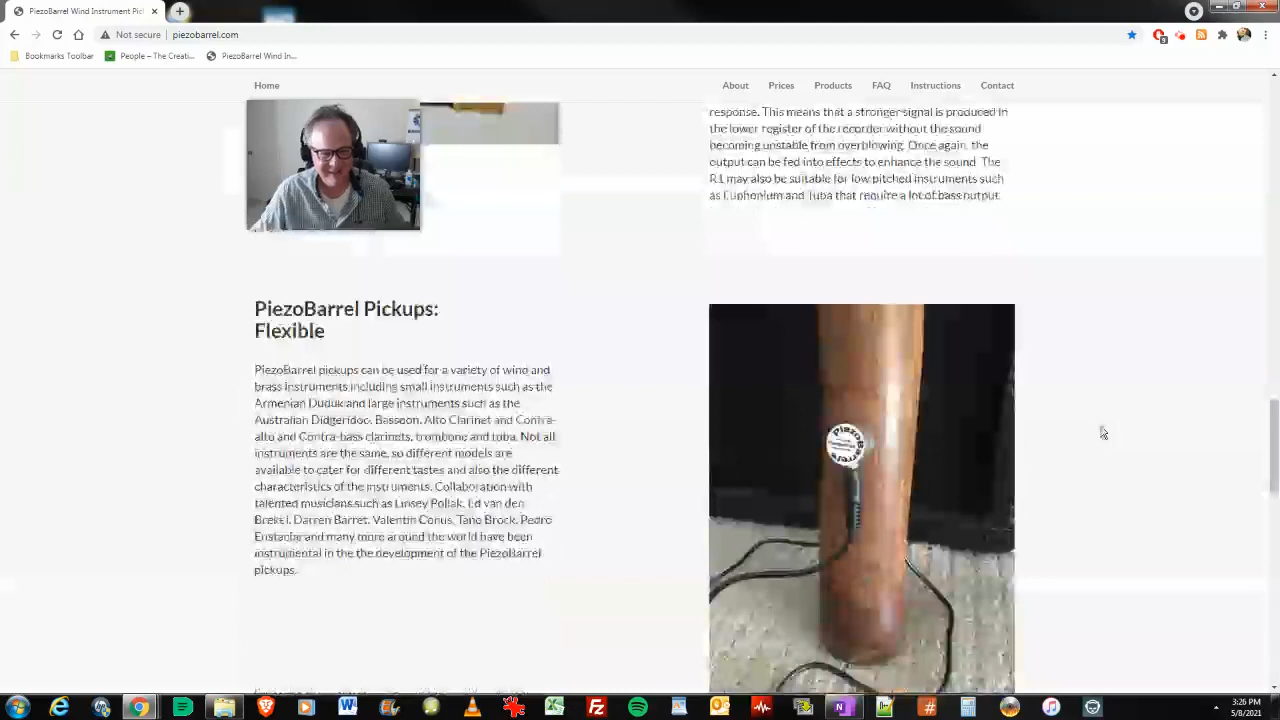 PiezoBarrel Wind Instrument Picl
Not secure
piezobarrel.com
Bookmarks Toolbar
People – The Creati...
PiezoBarrel Wind In...
Home
About
Prices
Products
FAQ
Instructions
Contact
response. This means that a stronger signal is produced in
the lower register of the recorder without the sound
becoming unstable from overblowing. Once again, the
output can be fed into effects to enhance the sound. The
R1 may also be suitable for low pitched instruments such
as Euphonium and Tuba that require a lot of bass output.
PiezoBarrel Pickups:
Flexible
PiezoBarrel pickups can be used for a variety of wind and
brass instruments including small instruments such as the
Armenian Duduk and large instruments such as the
Australian Didgeridoo. Bassoon, Alto Clarinet and Contra-
alto and Contra-bass clarinets, trombone and tuba. Not all
instruments are the same, so different models are
available to cater for different tastes and also the different
characteristics of the instruments. Collaboration with
talented musicians such as Linsey Pollak, Ed van den
Brekel, Darren Barret, Valentin Conus, Tano Brock, Pedro
Eustache and many more around the world have been
instrumental in the the development of the PiezoBarrel
pickups.
PiezoBarrel
3:26 PM
5/8/2021